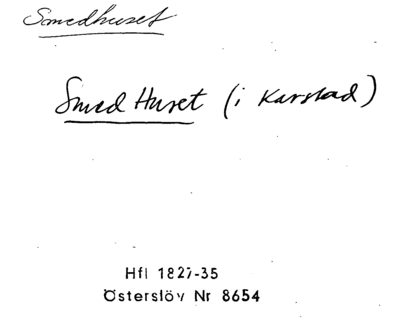 Smedhuset
Smed Huset (i Karstad)
Hfl 1827-35
Österslöv Nr 8654